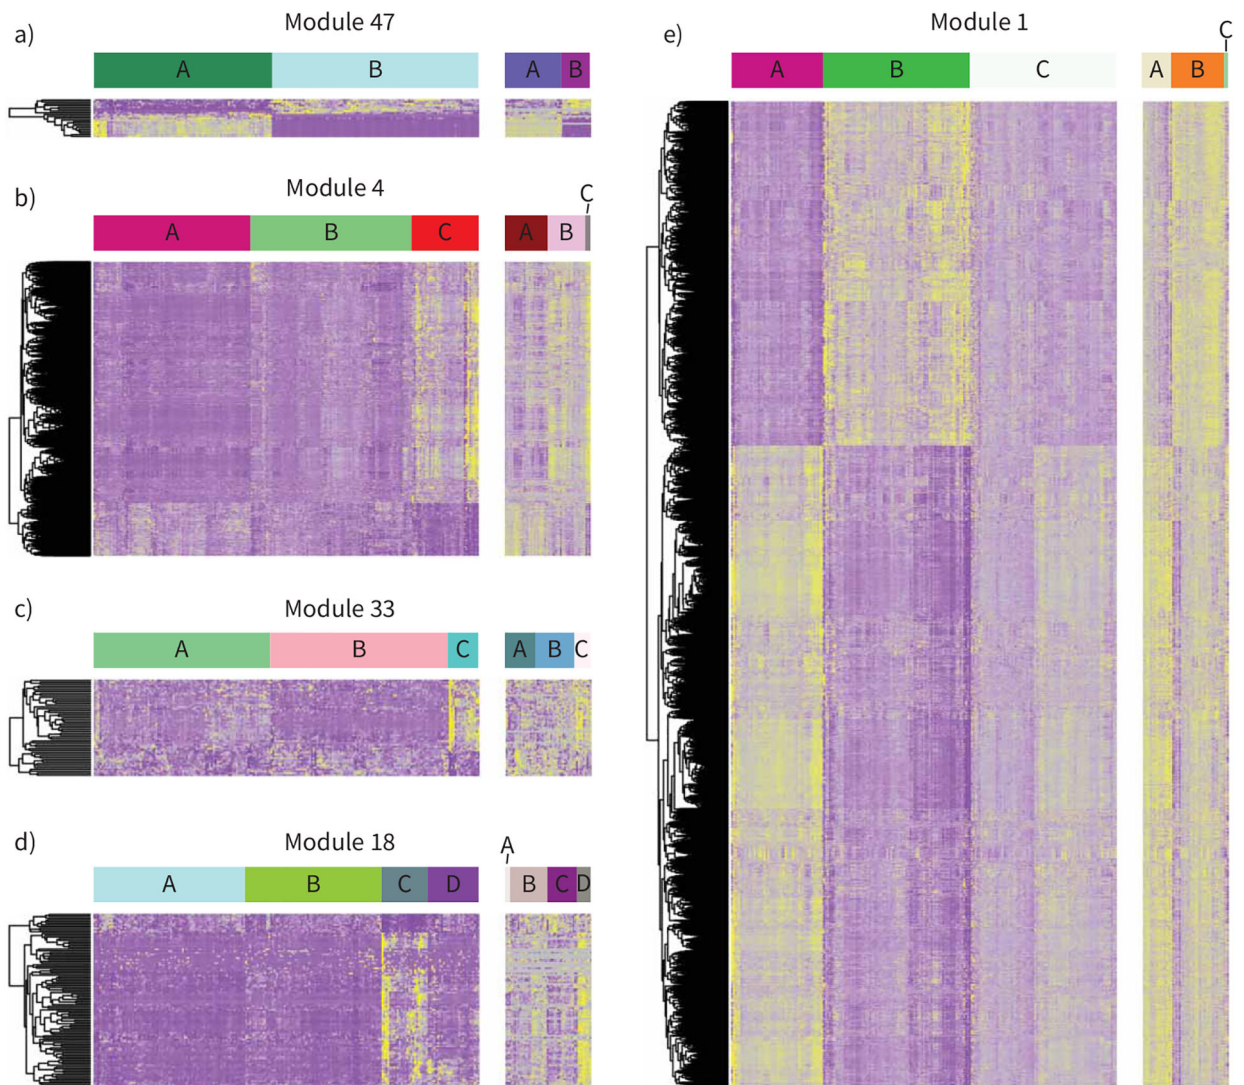 a)
Module 47
A B
A B
b)
Module 4
C
A B C
A B
c)
Module 33
A B C
A B C
d)
Module 18
A
A B C D
B C D
e)
Module 1
C
A B C
A B